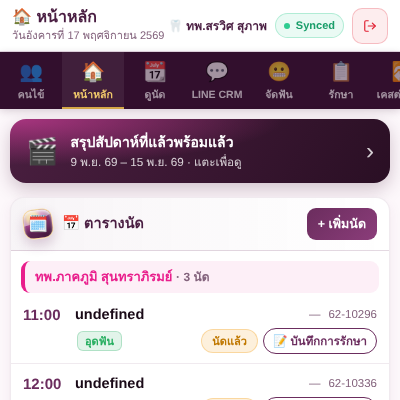 🏠 หน้าหลัก
วันอังคารที่ 17 พฤศจิกายน 2569
🦷 ทพ.สรวิศ สุภาพ
Synced
คนไข้
หน้าหลัก
ดูนัด
LINE CRM
จัดฟัน
รักษา
สรุปสัปดาห์ที่แล้วพร้อมแล้ว
9 พ.ย. 69 – 15 พ.ย. 69 · แตะเพื่อดู
📅 ตารางนัด
+ เพิ่มนัด
ทพ.ภาคภูมิ สุนทราภิรมย์ · 3 นัด
11:00 undefined — 62-10296
อุดฟัน นัดแล้ว 📝 บันทึกการรักษา
12:00 undefined — 62-10336